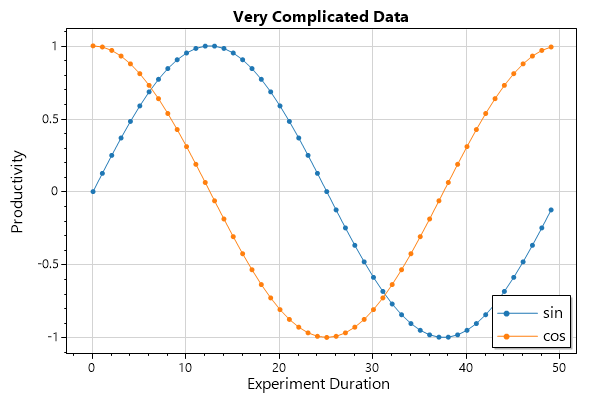 Very Complicated Data
Productivity
1
0.5
0
-0.5
-1
0
10
20
30
40
50
Experiment Duration
sin
cos